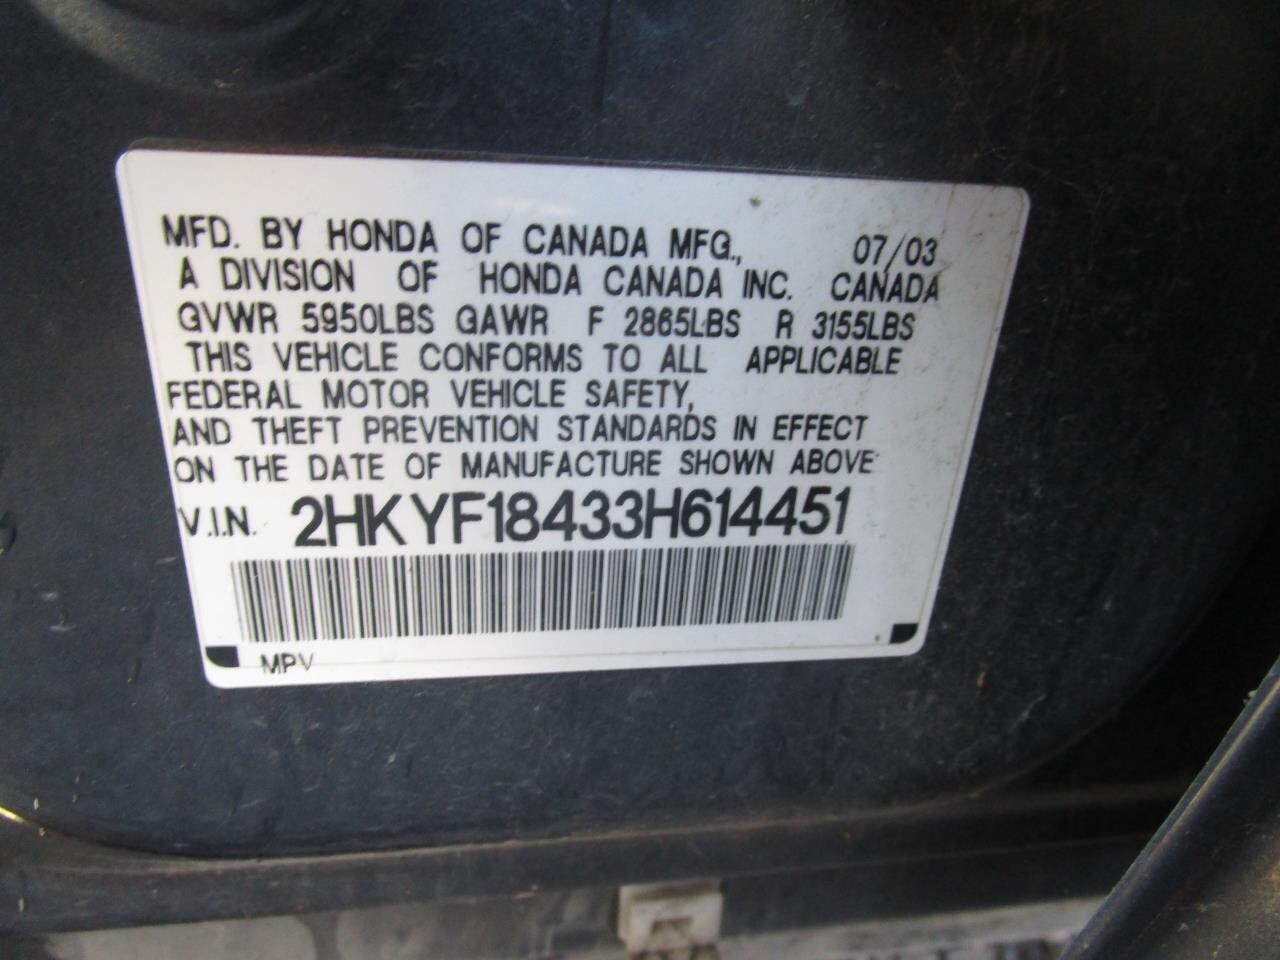 MFD. BY HONDA OF CANADA MFG., 07/03
A DIVISION OF HONDA CANADA INC. CANADA
GVWR 5950LBS GAWR F 2865LBS R 3155LBS
THIS VEHICLE CONFORMS TO ALL APPLICABLE
FEDERAL MOTOR VEHICLE SAFETY,
AND THEFT PREVENTION STANDARDS IN EFFECT
ON THE DATE OF MANUFACTURE SHOWN ABOVE
V.I.N. 2HKYF18433H614451
MPV